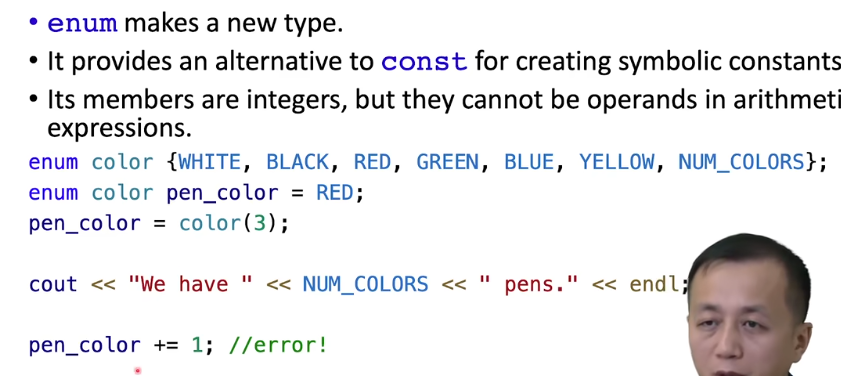 • enum makes a new type.
• It provides an alternative to const for creating symbolic constants
• Its members are integers, but they cannot be operands in arithmeti
expressions.
enum color {WHITE, BLACK, RED, GREEN, BLUE, YELLOW, NUM_COLORS};
enum color pen_color = RED;
pen_color = color(3);
cout << "We have " << NUM_COLORS << " pens." << endl;
pen_color += 1; //error!